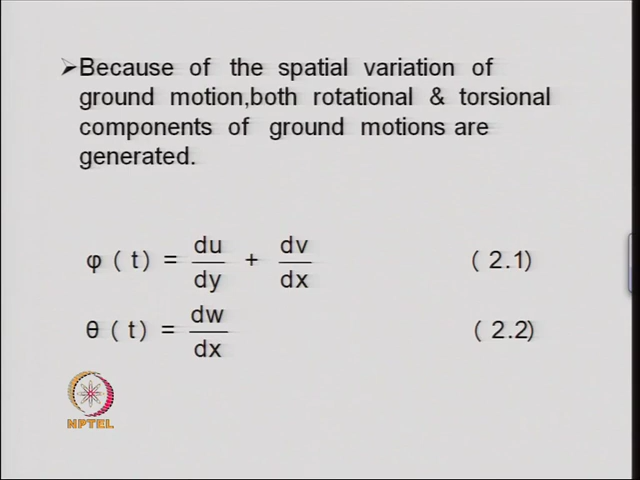 ➢Because of the spatial variation of
ground motion,both rotational & torsional
components of ground motions are
generated.
φ ( t ) = du/dy + dv/dx ( 2.1)
θ ( t ) = dw/dx ( 2.2)
NPTEL